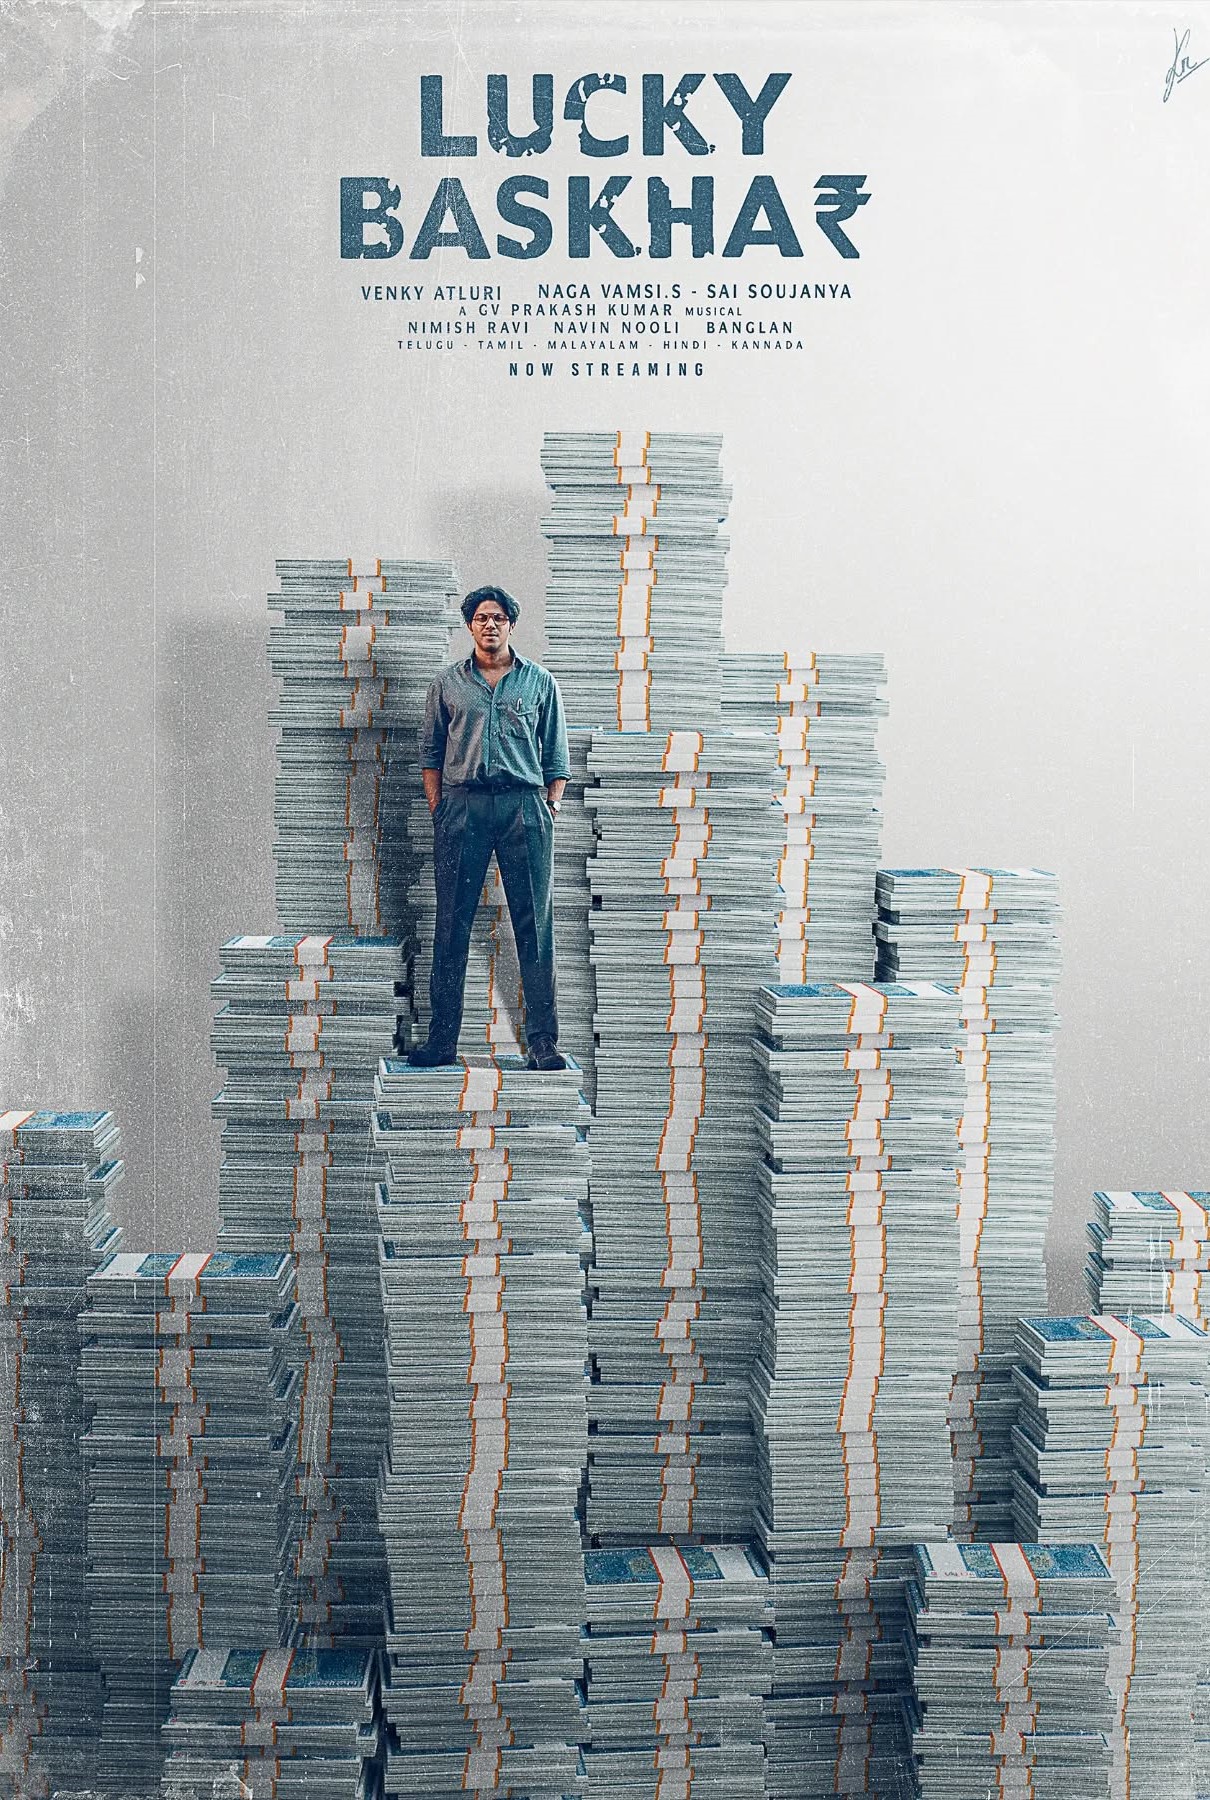 LUCKY
BASKHA₹
VENKY ATLURI NAGA VAMSI.S - SAI SOUJANYA
A GV PRAKASH KUMAR MUSICAL
NIMISH RAVI NAVIN NOOLI BANGLAN
TELUGU - TAMIL - MALAYALAM - HINDI - KANNADA
NOW STREAMING